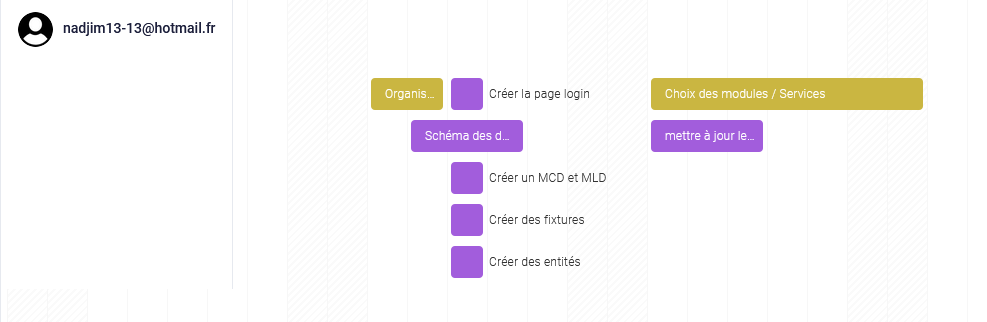 nadjim13-13@hotmail.fr
Organis...
Créer la page login
Choix des modules / Services
Schéma des d...
mettre à jour le...
Créer un MCD et MLD
Créer des fixtures
Créer des entités